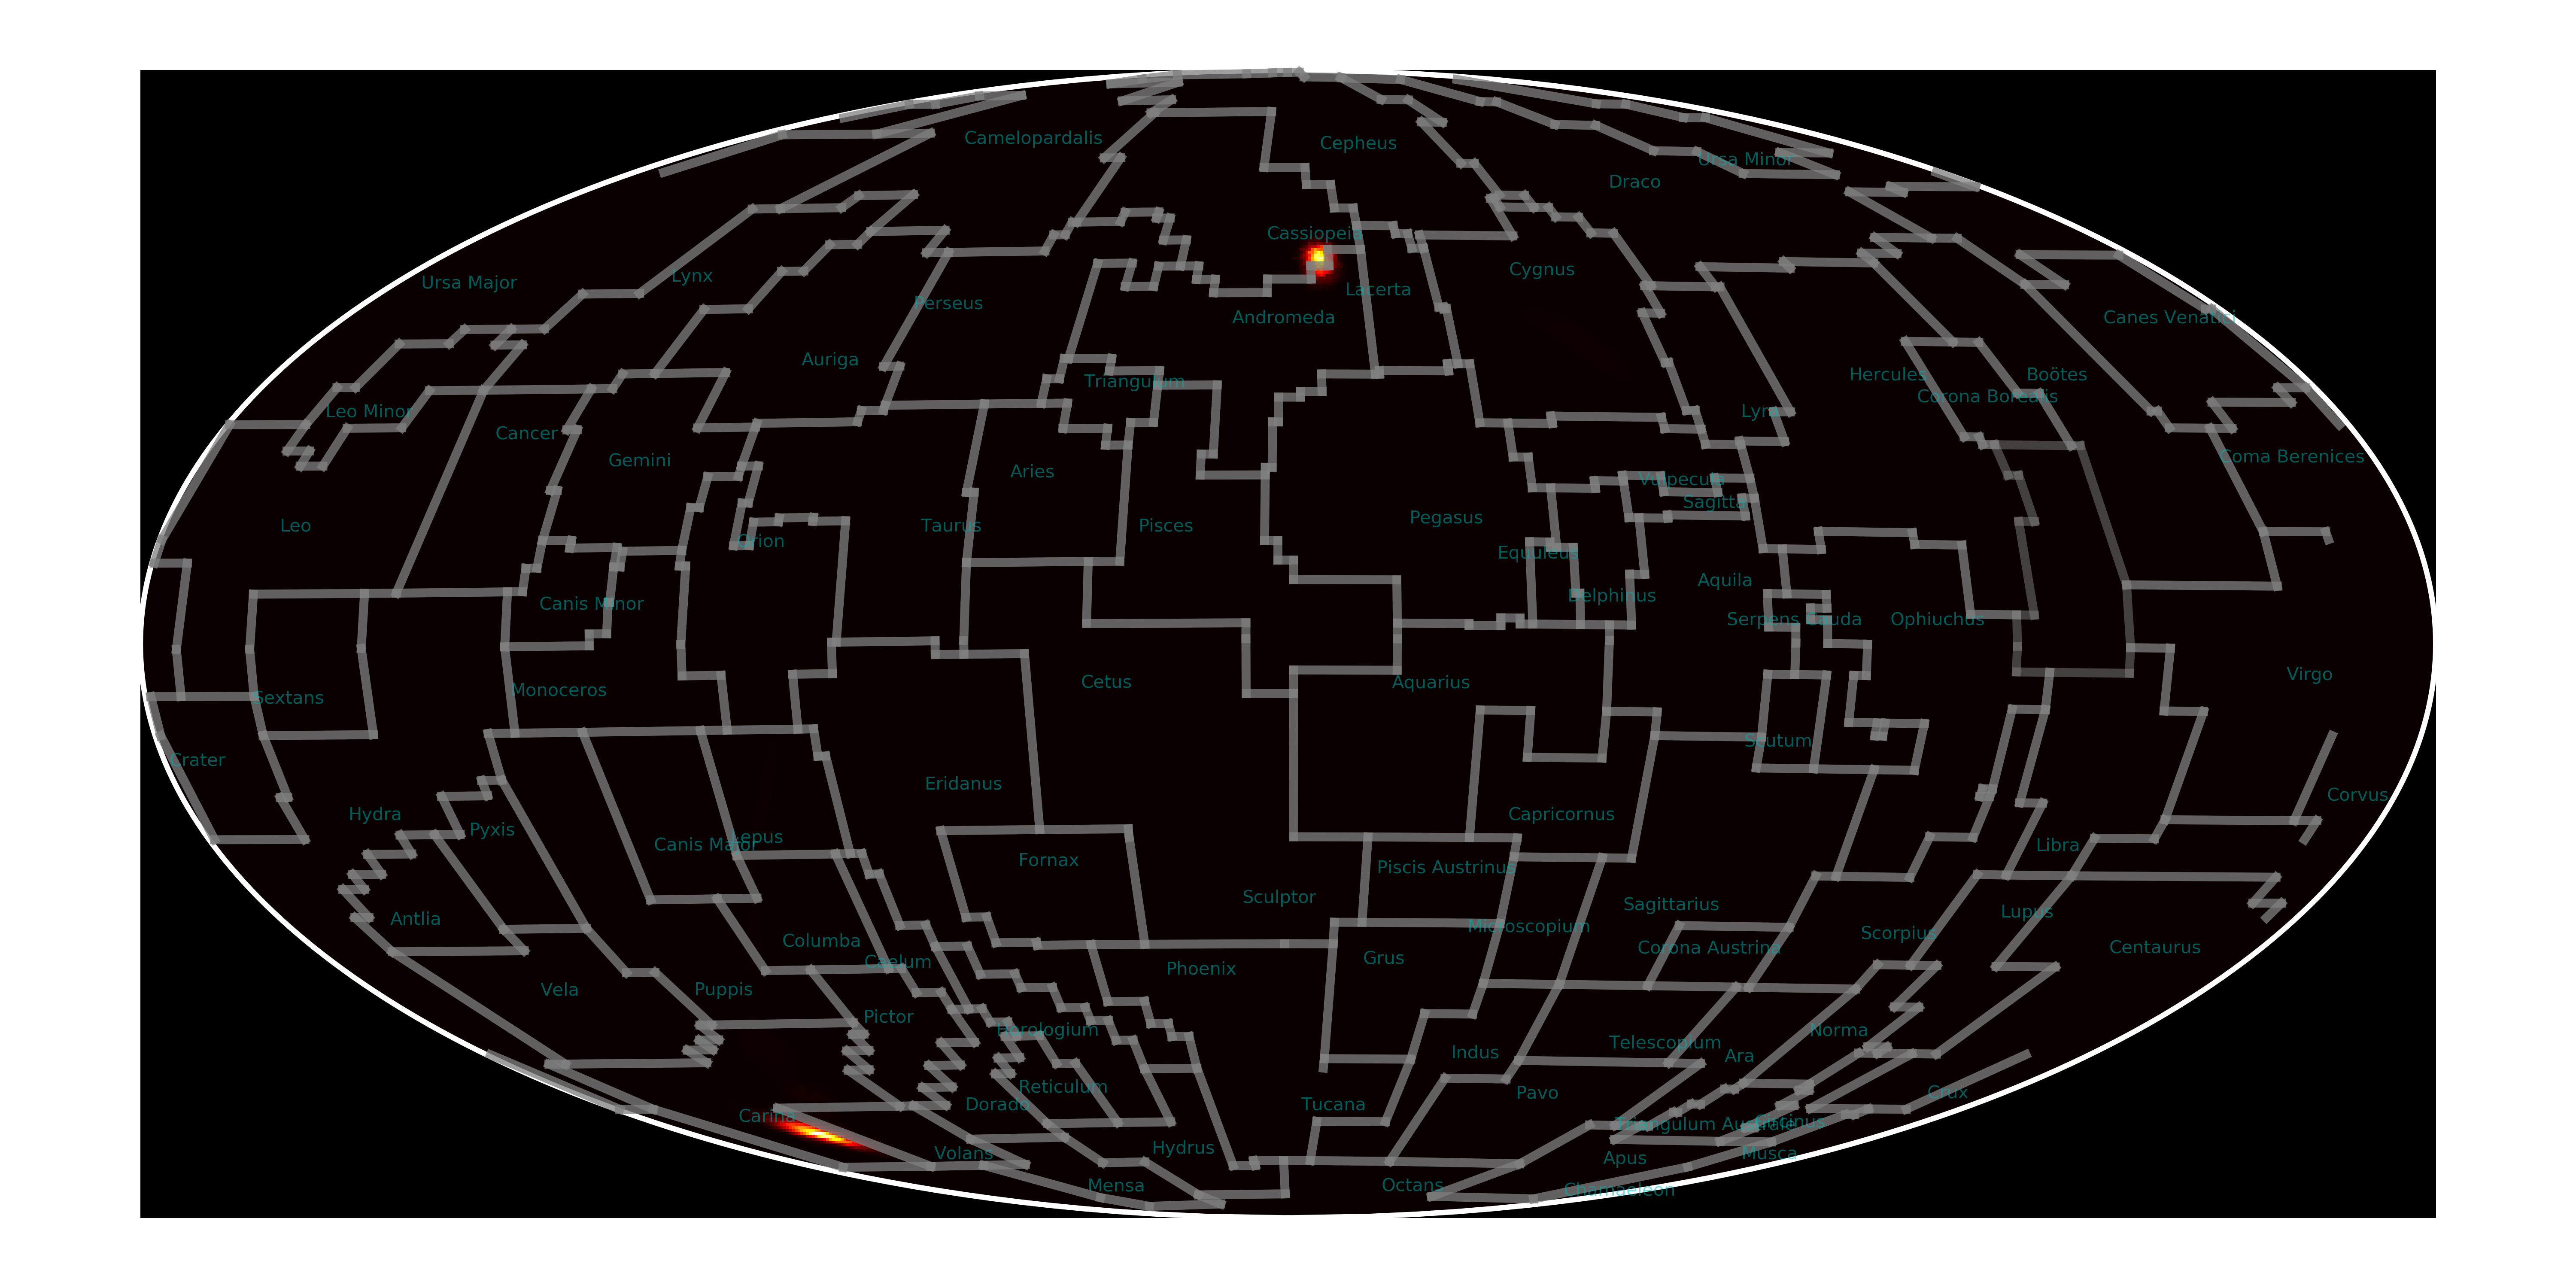 Camelopardalis
Cepheus
Ursa Minor
Draco
Cassiopeia
Cygnus
Lynx
Ursa Major
Lacerta
Perseus
Andromeda
Canes Venatici
Auriga
Hercules
Boötes
Triangulum
Corona Borealis
Leo Minor
Lyra
Cancer
Coma Berenices
Gemini
Aries
Vulpecula
Sagitta
Pegasus
Leo
Taurus
Pisces
Orion
Equuleus
Aquila
Delphinus
Canis Minor
Serpens Cauda
Ophiuchus
Virgo
Cetus
Aquarius
Monoceros
Sextans
Scutum
Crater
Eridanus
Corvus
Hydra
Capricornus
Pyxis
Lepus
Canis Major
Libra
Fornax
Piscis Austrinus
Sculptor
Sagittarius
Lupus
Antlia
Microscopium
Scorpius
Columba
Corona Austrina
Centaurus
Grus
Caelum
Phoenix
Vela
Puppis
Pictor
Horologium
Norma
Telescopium
Indus
Ara
Reticulum
Pavo
Crux
Dorado
Tucana
Carina
Circinus
Triangulum Australe
Hydrus
Volans
Musca
Apus
Mensa
Octans
Chamaeleon